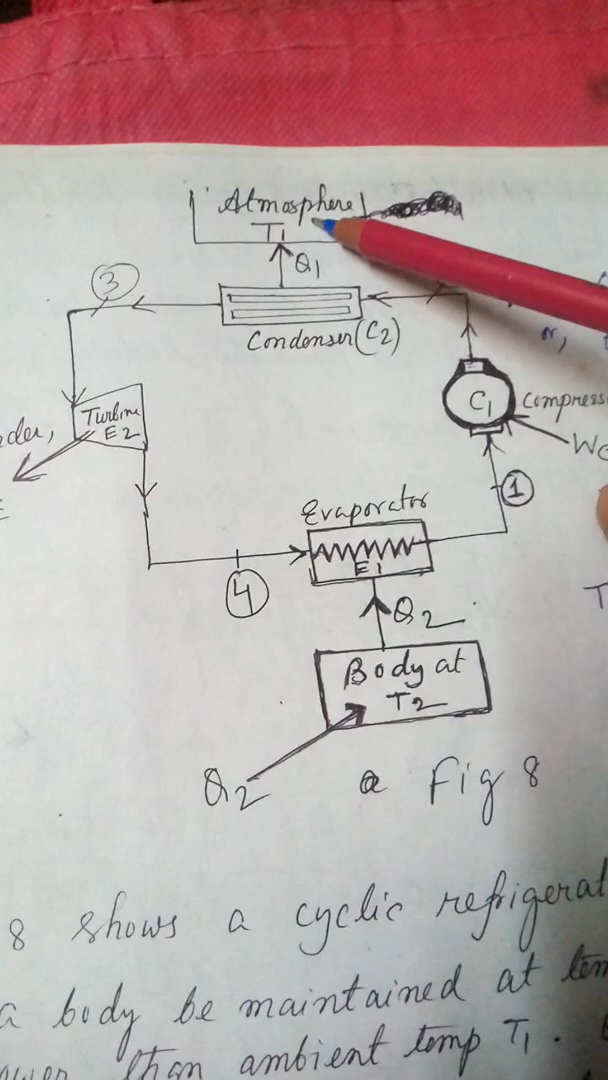 Atmosphere
T1
Q1
3
Condenser (C2)
or,
Turbine
E2
C1
Compress
1
Evaporator
E1
4
Q2
Body at
T2
Q2
Fig 8
8 shows a cyclic refrigerat
a body be maintained at tem
than ambient temp T1.